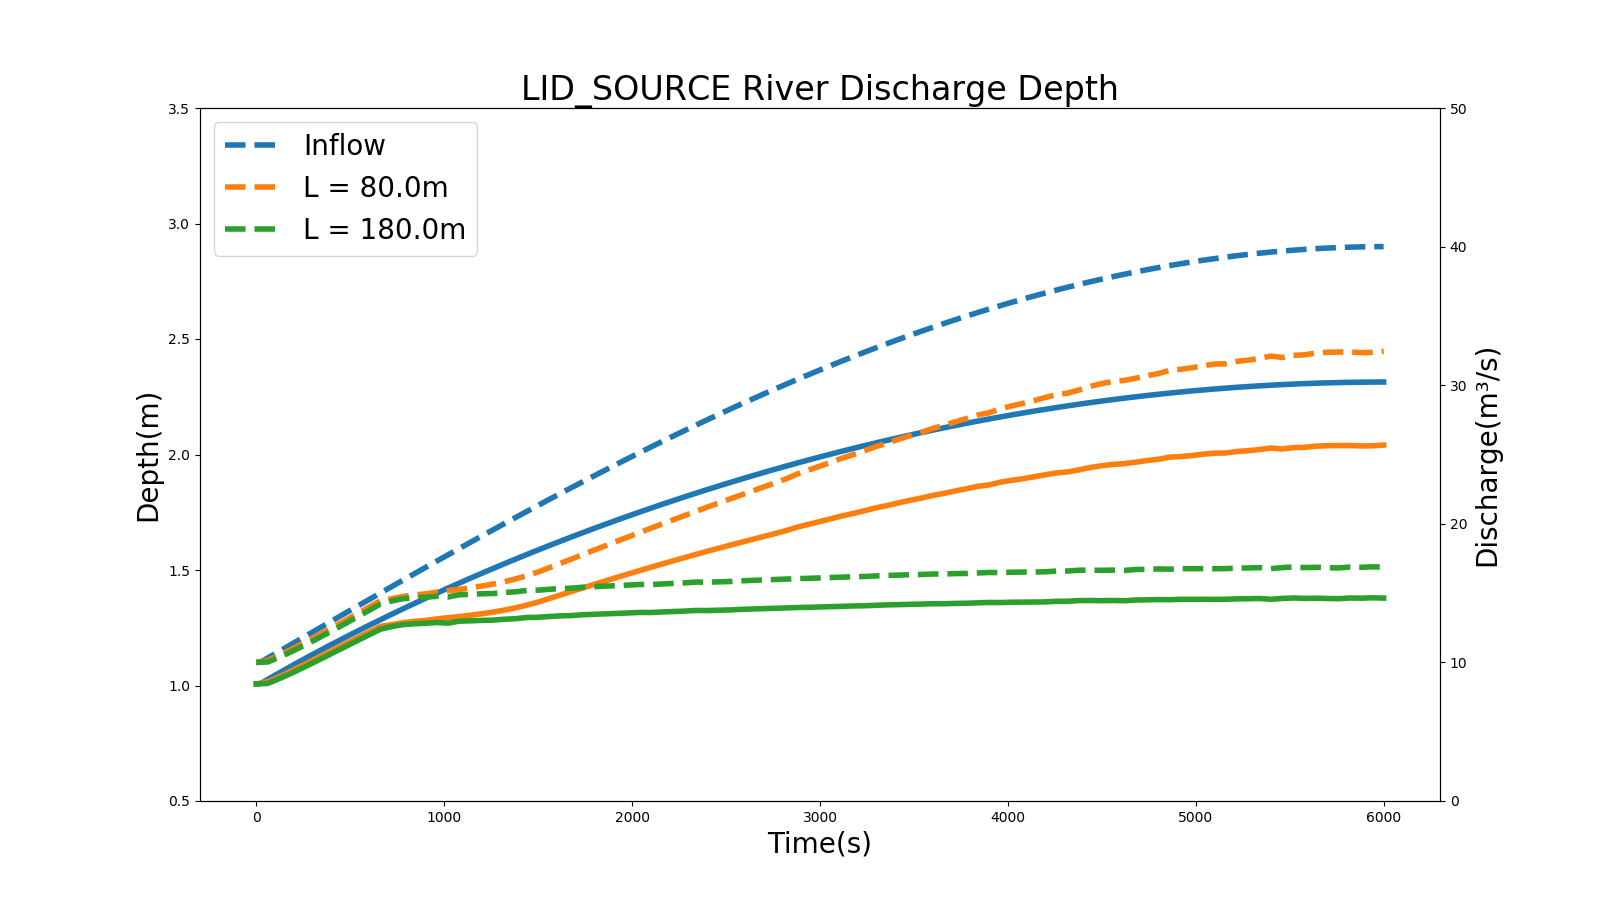 LID_SOURCE River Discharge Depth
Inflow
L = 80.0m
L = 180.0m
Depth(m)
3.5
3.0
2.5
2.0
1.5
1.0
0.5
0
1000
2000
3000
4000
5000
6000
Time(s)
50
40
30
20
10
0
Discharge(m³/s)